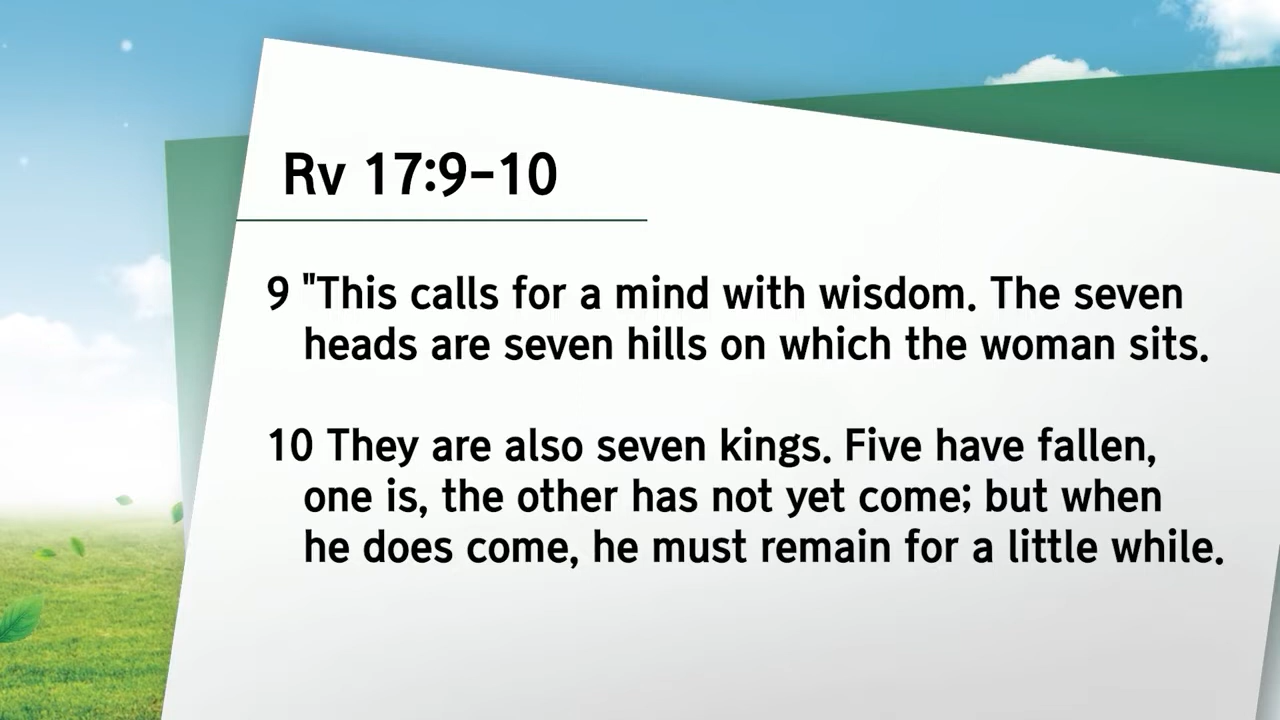 Rv 17:9-10
9 "This calls for a mind with wisdom. The seven
heads are seven hills on which the woman sits.
10 They are also seven kings. Five have fallen,
one is, the other has not yet come; but when
he does come, he must remain for a little while.